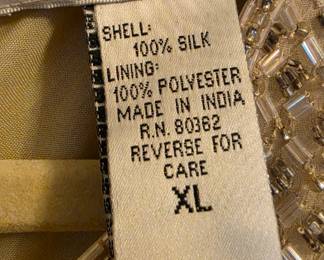 SHELL:
100% SILK
LINING:
100% POLYESTER
MADE IN INDIA
R.N. 80362
REVERSE FOR
CARE
XL